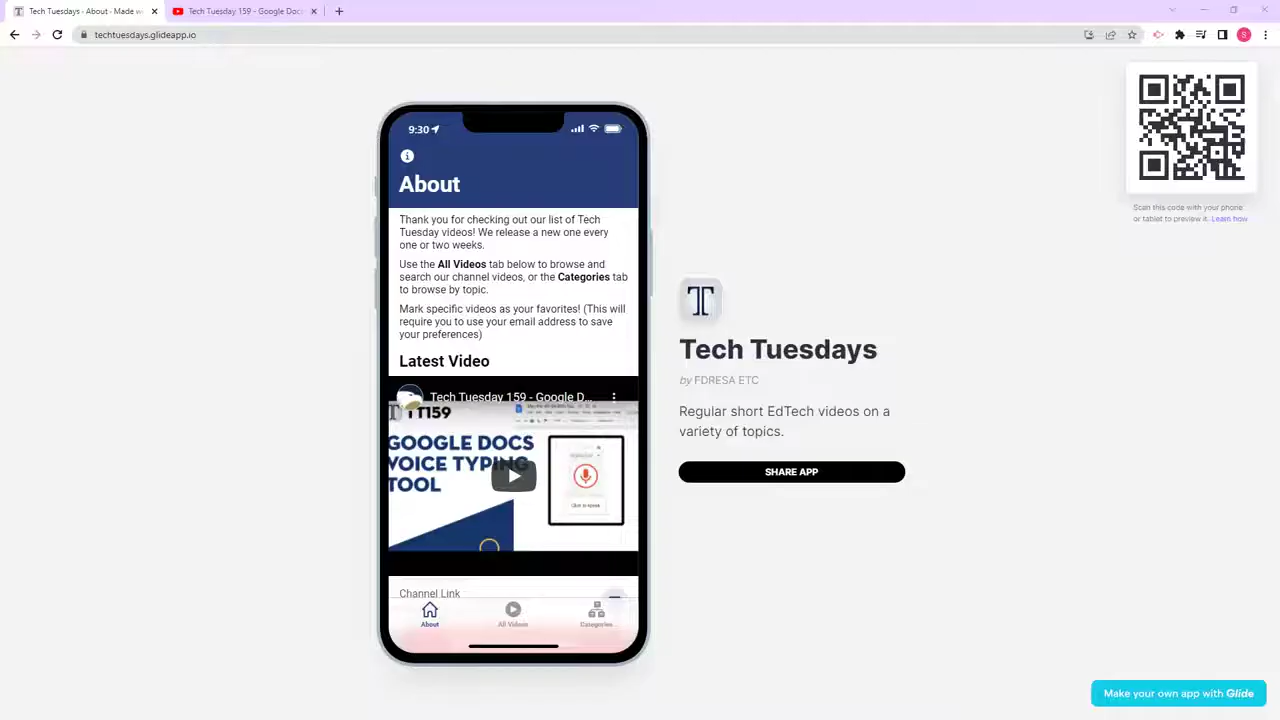 Tech Tuesdays - About - Made w
Tech Tuesday 159 - Google Docs
techtuesdays.glideapp.io
S
9:30
About
Thank you for checking out our list of Tech
Tuesday videos! We release a new one every
one or two weeks.
Use the All Videos tab below to browse and
search our channel videos, or the Categories tab
to browse by topic.
Mark specific videos as your favorites! (This will
require you to use your email address to save
your preferences)
Latest Video
Tech Tuesday 159 - Google D...
TT159
GOOGLE DOCS
VOICE TYPING
TOOL
Click to speak
Channel Link
About
All Videos
Categories
T
Tech Tuesdays
by FDRESA ETC
Regular short EdTech videos on a
variety of topics.
SHARE APP
Scan this code with your phone
or tablet to preview it. Learn how
Make your own app with Glide